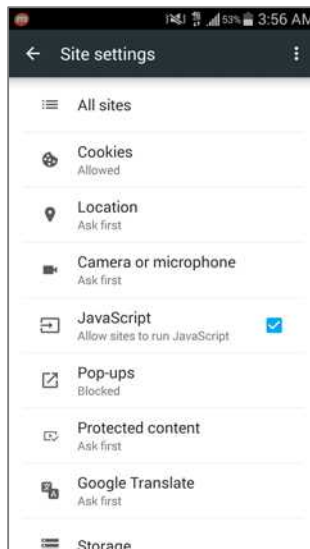 53% 3:56 AM
Site settings
All sites
Cookies
Allowed
Location
Ask first
Camera or microphone
Ask first
JavaScript
Allow sites to run JavaScript
Pop-ups
Blocked
Protected content
Ask first
Google Translate
Ask first
Storage